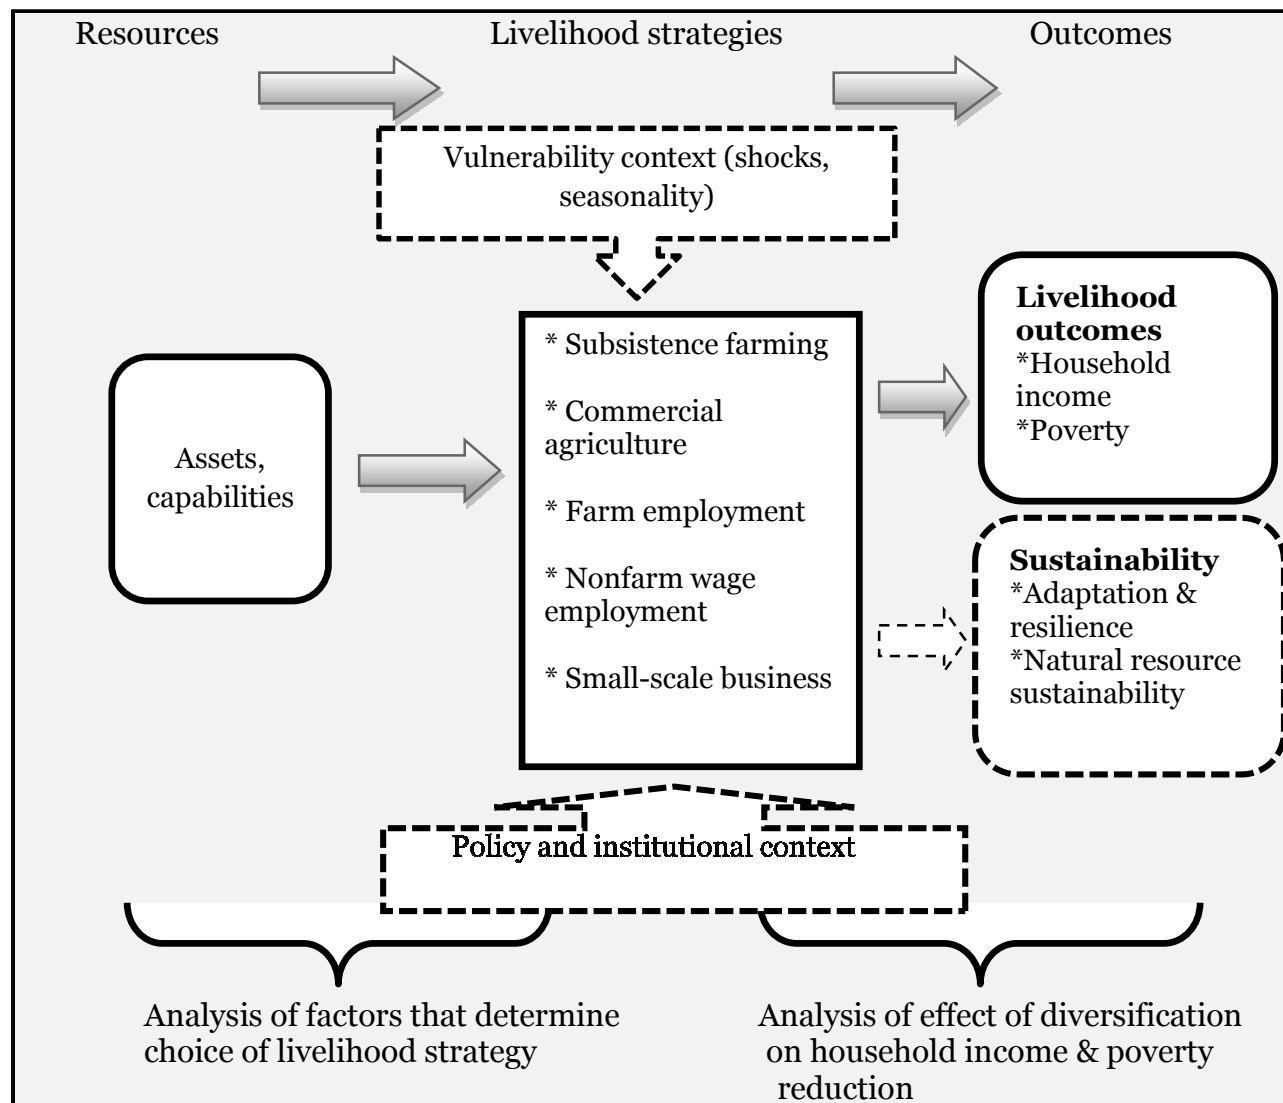 Resources
Livelihood strategies
Outcomes
Vulnerability context (shocks,
seasonality)
Assets,
capabilities
* Subsistence farming
* Commercial
agriculture
* Farm employment
* Nonfarm wage
employment
* Small-scale business
Livelihood
outcomes
*Household
income
*Poverty
Sustainability
*Adaptation &
resilience
*Natural resource
sustainability
Policy and institutional context
Analysis of factors that determine
choice of livelihood strategy
Analysis of effect of diversification
on household income & poverty
reduction